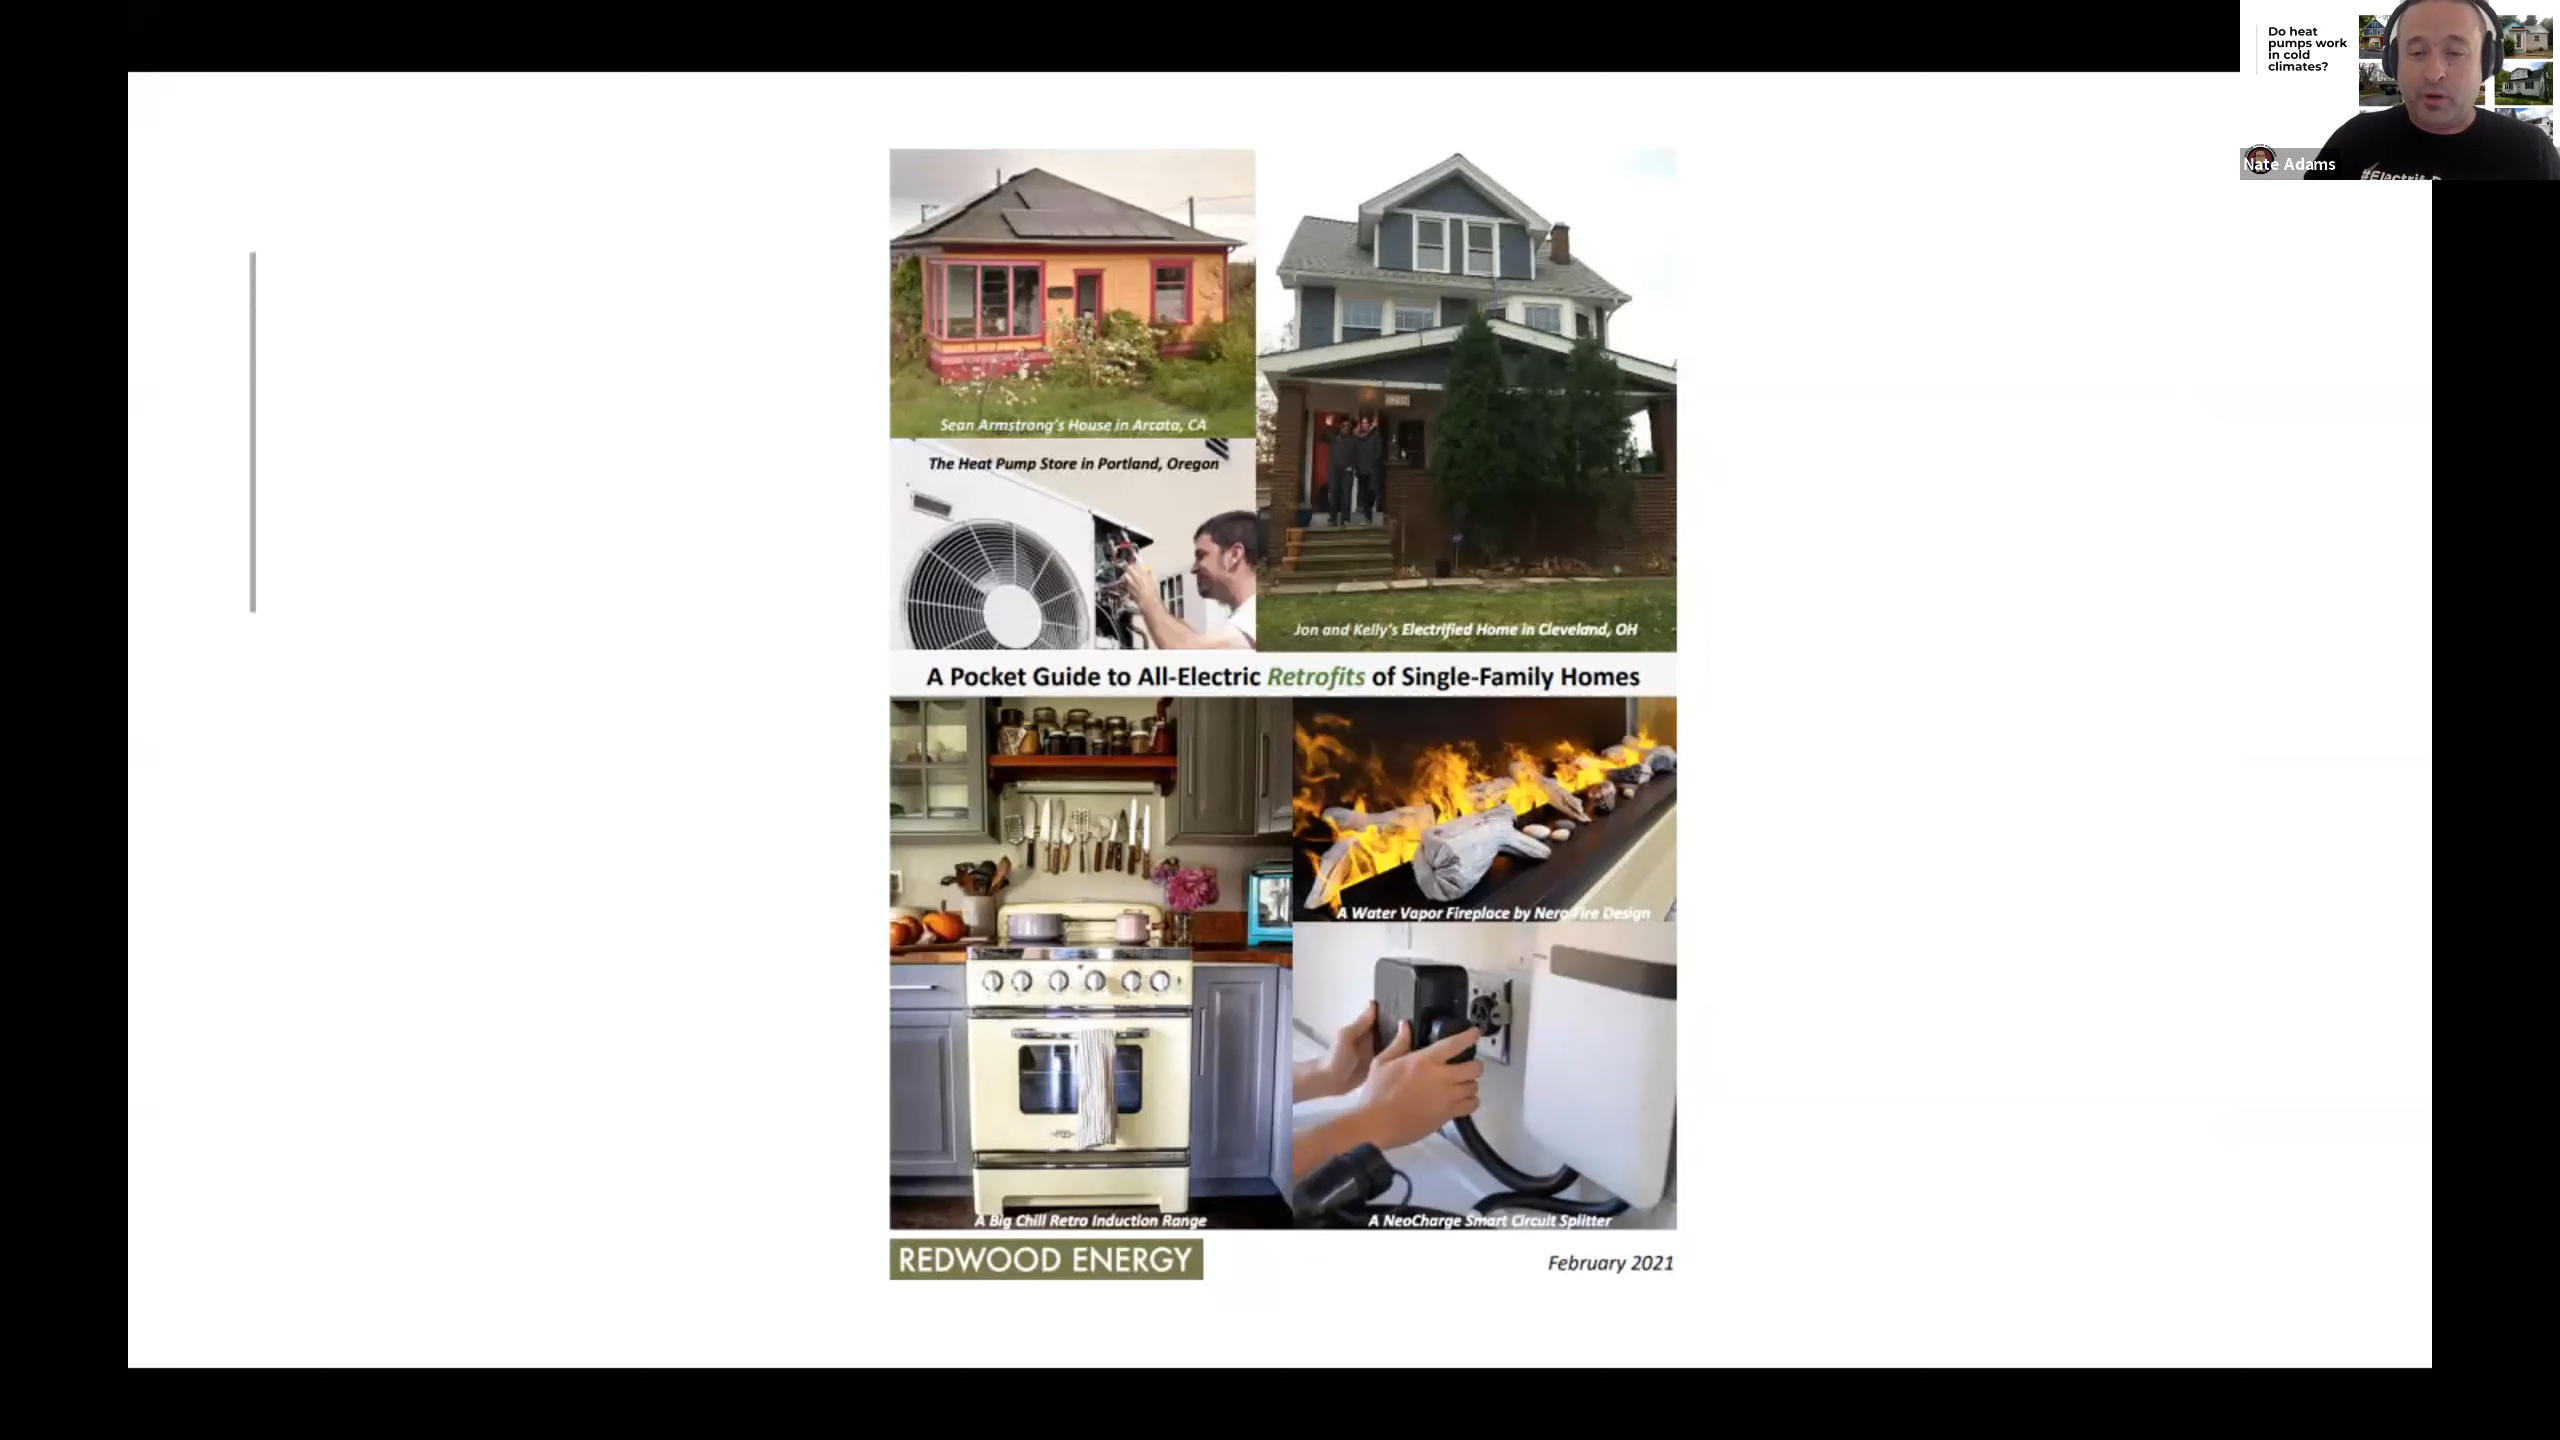 Do heat
pumps work
in cold
climates?
Nate Adams
Sean Armstrong's House in Arcata, CA
The Heat Pump Store in Portland, Oregon
Jon and Kelly's Electrified Home in Cleveland, OH
A Pocket Guide to All-Electric Retrofits of Single-Family Homes
A Water Vapor Fireplace by Nero Fire Design
A Big Chill Retro Induction Range
A NeoCharge Smart Circuit Splitter
REDWOOD ENERGY
February 2021